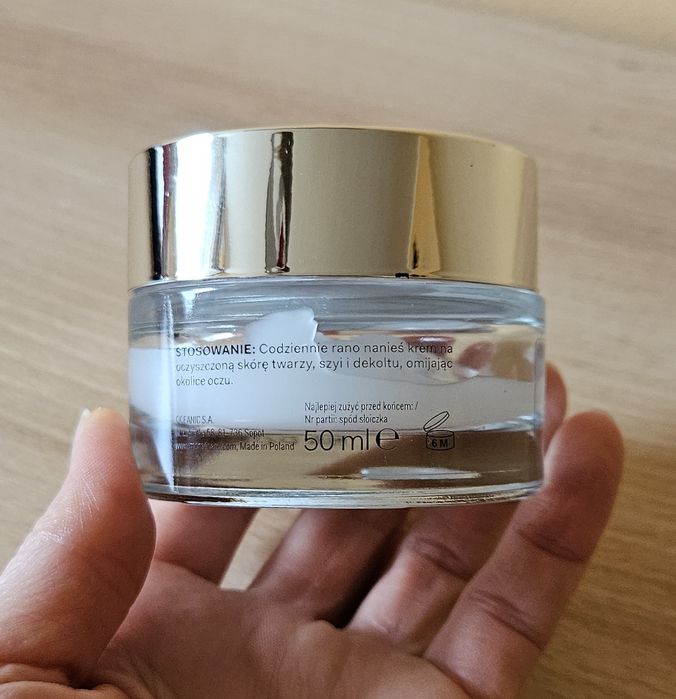 STOSOWANIE: Codziennie rano nanieś krem na
oczyszczoną skórę twarzy, szyi i dekoltu, omijając
okolice oczu.
OCEANIC S.A.
Sopot
Made in Poland
Najlepiej zużyć przed końcem: /
Nr partii: spód słoiczka
50 ml e
6 M